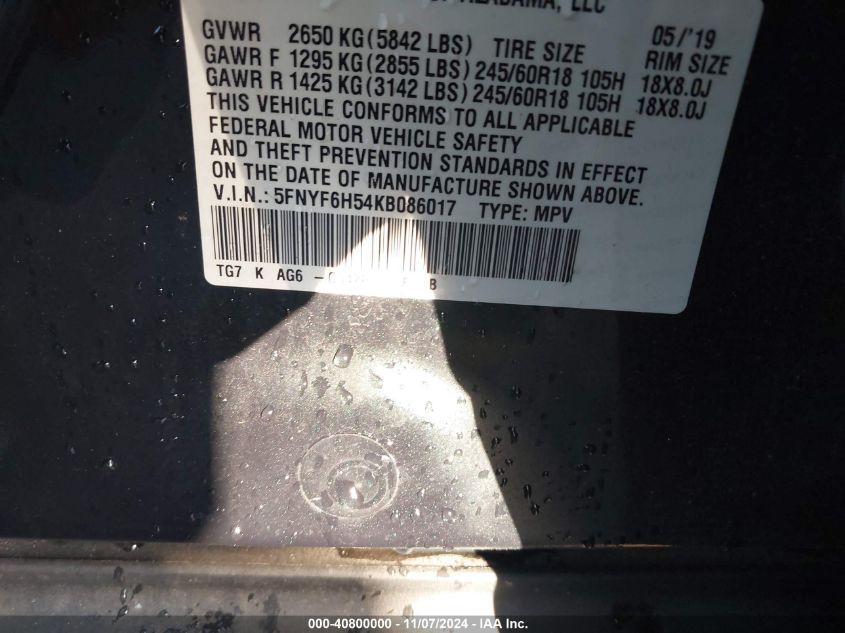 ALABAMA, LLC
GVWR 2650 KG (5842 LBS) TIRE SIZE 05/'19 RIM SIZE
GAWR F 1295 KG (2855 LBS) 245/60R18 105H 18X8.0J
GAWR R 1425 KG (3142 LBS) 245/60R18 105H 18X8.0J
THIS VEHICLE CONFORMS TO ALL APPLICABLE
FEDERAL MOTOR VEHICLE SAFETY
AND THEFT PREVENTION STANDARDS IN EFFECT
ON THE DATE OF MANUFACTURE SHOWN ABOVE.
V.I.N.: 5FNYF6H54KB086017 TYPE: MPV
TG7 K AG6
000-40800000 — 11/07/2024 — IAA Inc.